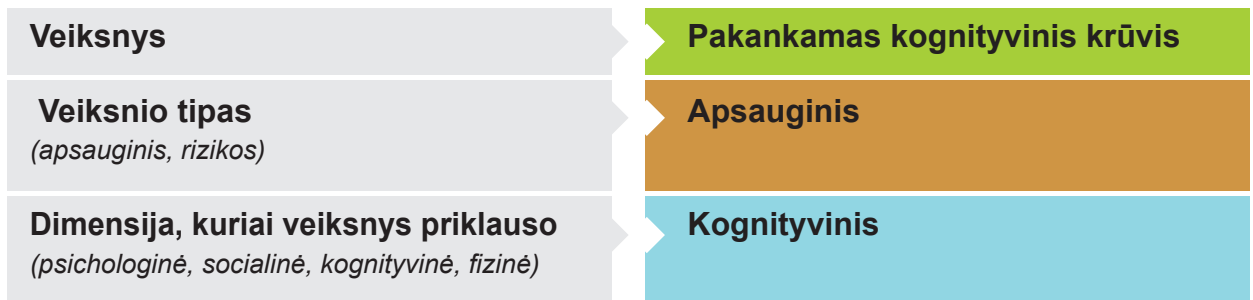 Veiksnys
Pakankamas kognityvinis krūvis
Veiksnio tipas
(apsauginis, rizikos)
Apsauginis
Dimensija, kuriai veiksnys priklauso
(psichologinė, socialinė, kognityvinė, fizinė)
Kognityvinis